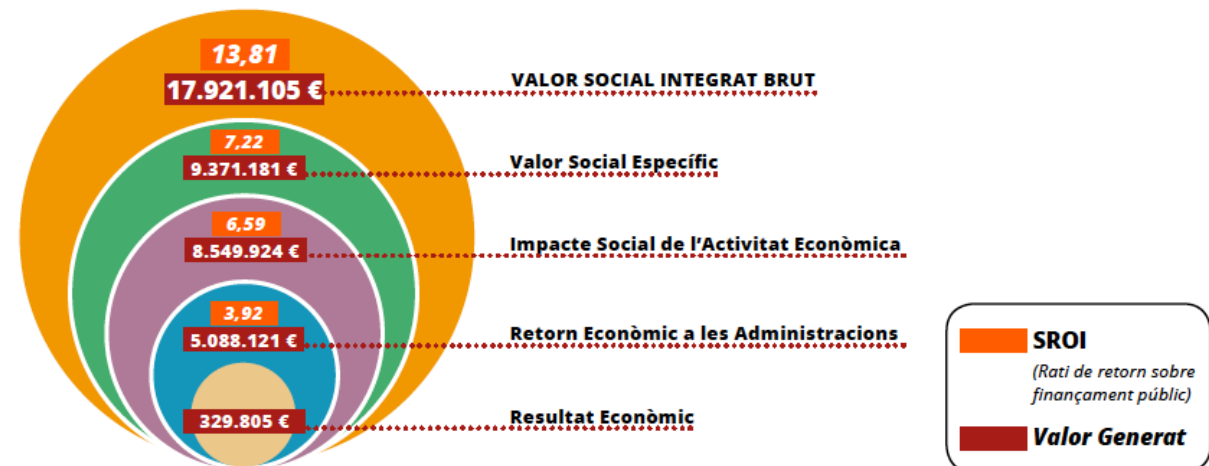 13,81
17.921.105 €
VALOR SOCIAL INTEGRAT BRUT
7,22
9.371.181 €
Valor Social Específic
6,59
8.549.924 €
Impacte Social de l’Activitat Econòmica
3,92
5.088.121 €
Retorn Econòmic a les Administracions
329.805 €
Resultat Econòmic
SROI
(Rati de retorn sobre
finançament públic)
Valor Generat